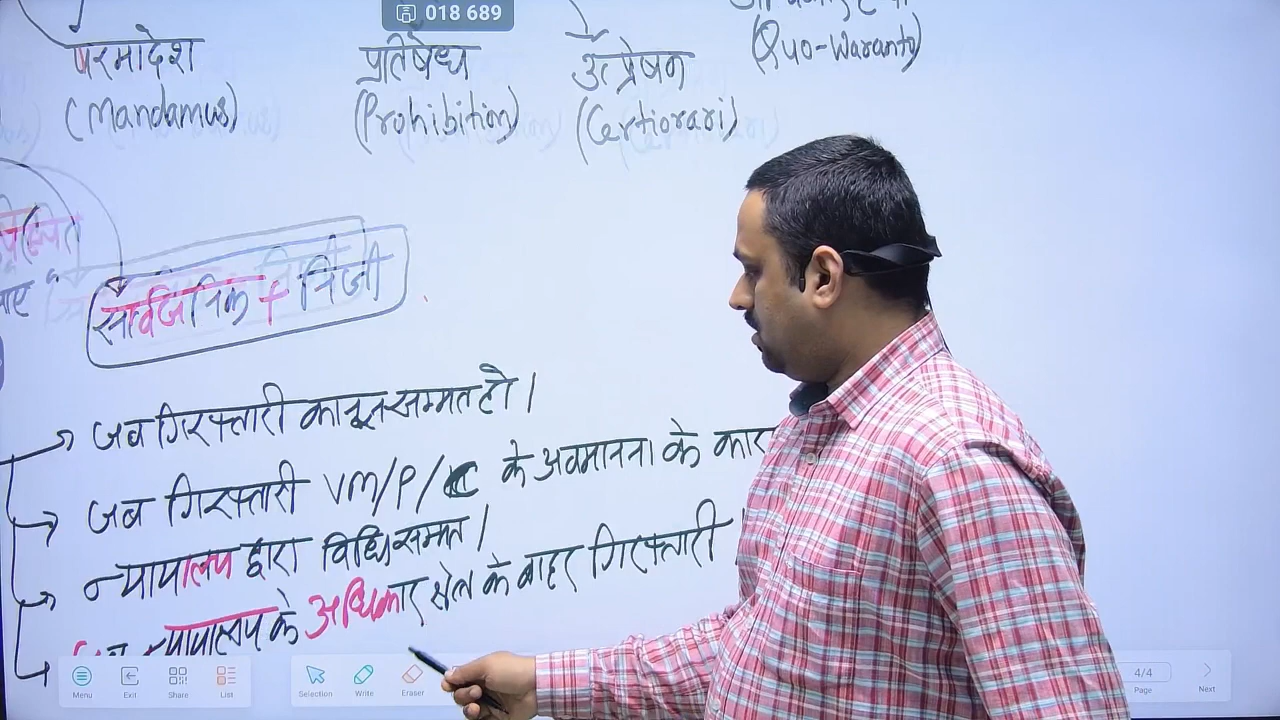 018 689
परमादेश
(Mandamus)
प्रतिषेध
(Prohibition)
उत्प्रेषण
(Certiorari)
(Quo-Waranto)
सार्वजनिक + निजी
जब गिरफ्तारी कानून सम्मत हो।
जब गिरफ्तारी VM/P/ के अवमानना के कार
न्यायालय द्वारा विधि सम्मत।
न्यायालय के अधिकार क्षेत्र के बाहर गिरफ्तारी
Menu
Exit
Share
List
Selection
Write
Eraser
4/4
Page
Next